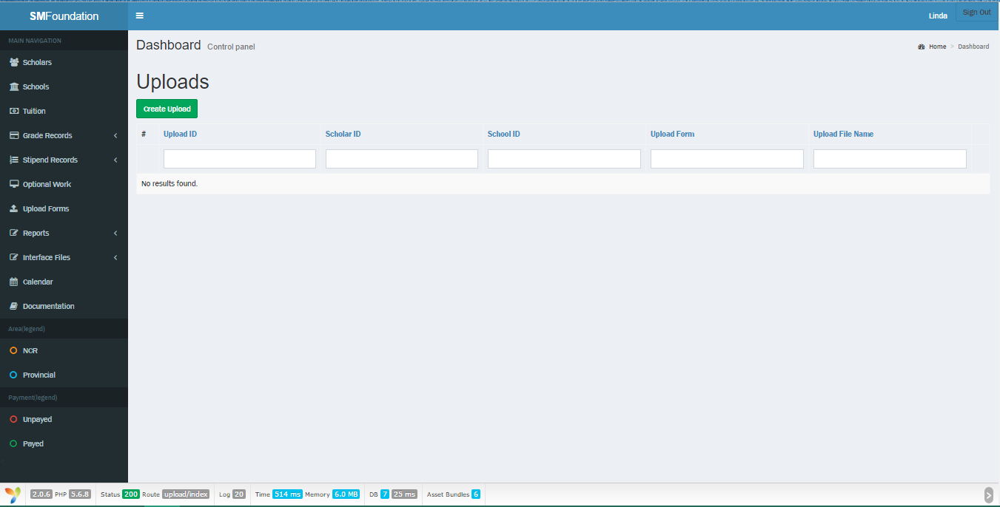 SMFoundation
Linda
Sign Out
MAIN NAVIGATION
Scholars
Schools
Tuition
Grade Records
Stipend Records
Optional Work
Upload Forms
Reports
Interface Files
Calendar
Documentation
Area(legend)
NCR
Provincial
Payment(legend)
Unpayed
Payed
Dashboard Control panel
Home > Dashboard
Uploads
Create Upload
# Upload ID Scholar ID School ID Upload Form Upload File Name
No results found.
2.0.6 PHP 5.6.8 Status 200 Route upload/index Log 20 Time 514 ms Memory 6.0 MB DB 7 25 ms Asset Bundles 6